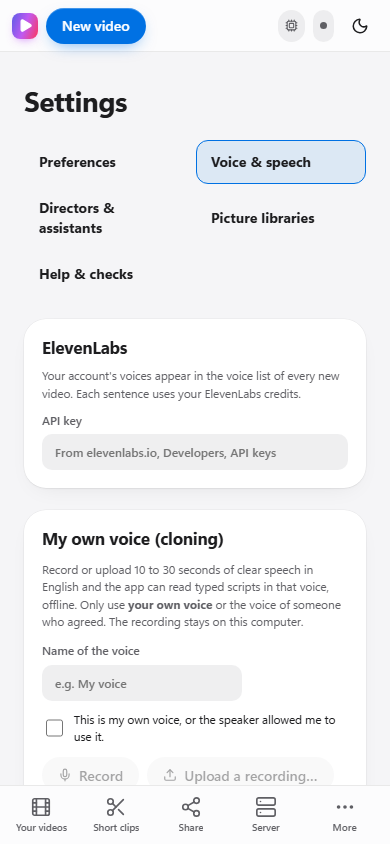 New video
Settings
Preferences
Voice & speech
Directors &
assistants
Picture libraries
Help & checks
ElevenLabs
Your account's voices appear in the voice list of every new
video. Each sentence uses your ElevenLabs credits.
API key
From elevenlabs.io, Developers, API keys
My own voice (cloning)
Record or upload 10 to 30 seconds of clear speech in
English and the app can read typed scripts in that voice,
offline. Only use your own voice or the voice of someone
who agreed. The recording stays on this computer.
Name of the voice
e.g. My voice
This is my own voice, or the speaker allowed me to
use it.
Record
Upload a recording...
Your videos
Short clips
Share
Server
More